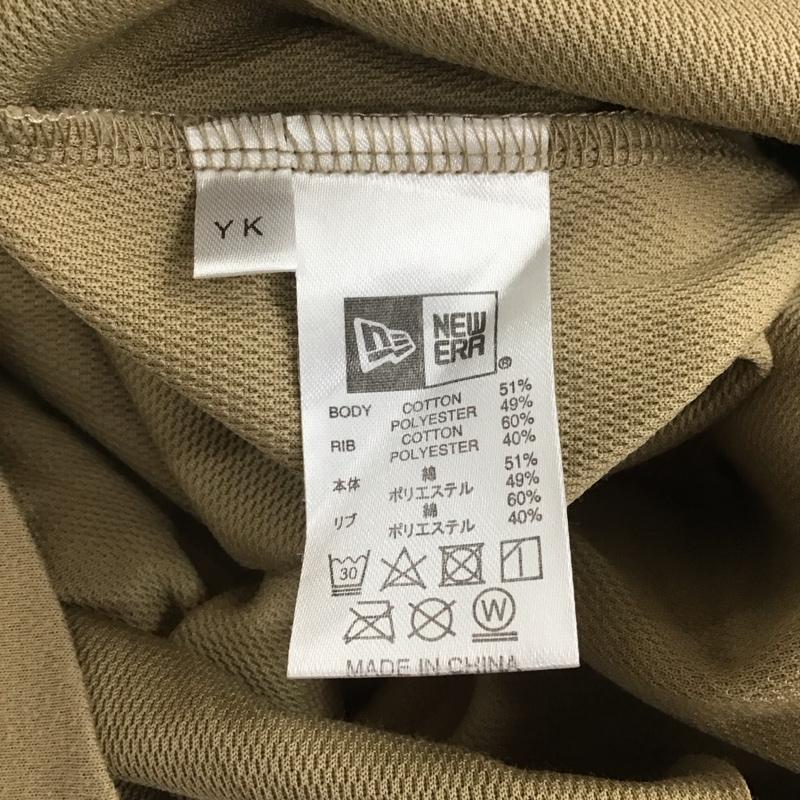 YK
NEW
ERA
®
BODY COTTON 51%
POLYESTER 49%
RIB COTTON 60%
POLYESTER 40%
本体 綿 51%
ポリエステル 49%
リブ 綿 60%
ポリエステル 40%
30
W
MADE IN CHINA